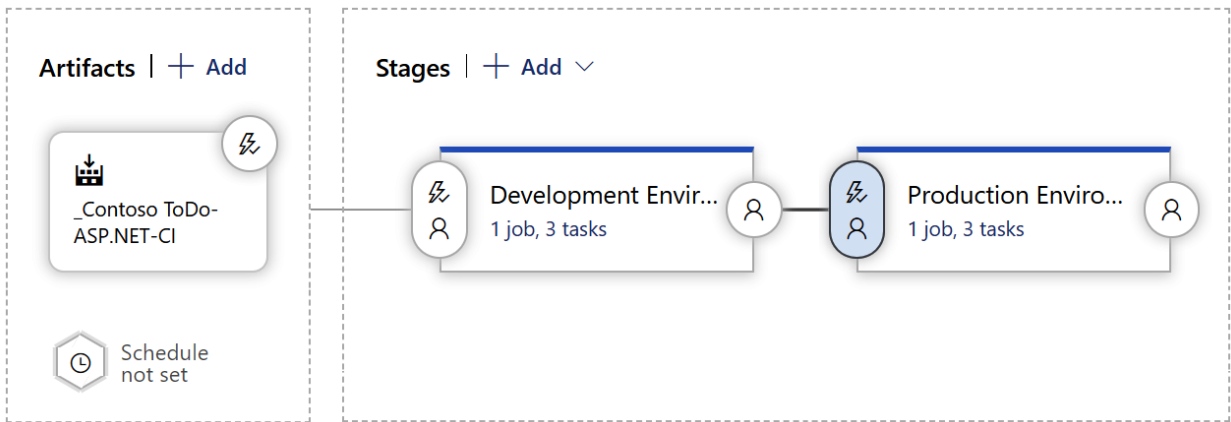 Artifacts | + Add
_Contoso ToDo-
ASP.NET-CI
Schedule
not set
Stages | + Add
Development Envir...
1 job, 3 tasks
Production Enviro...
1 job, 3 tasks